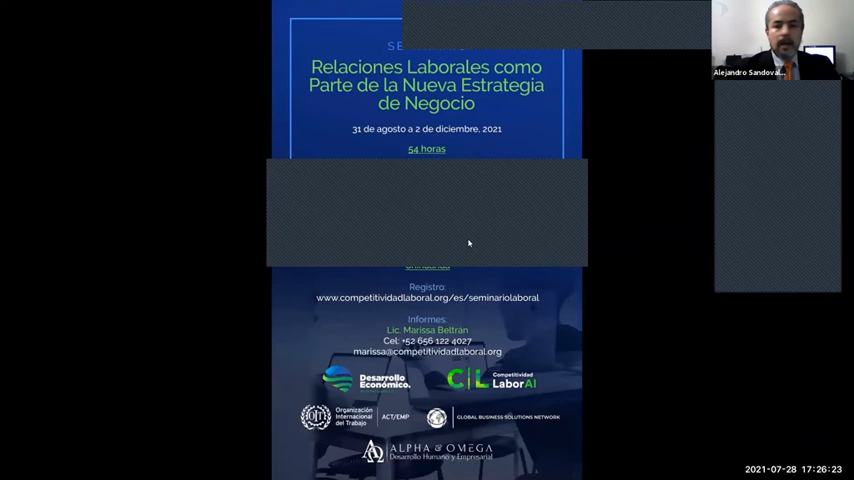 Relaciones Laborales como
Parte de la Nueva Estrategia
de Negocio
31 de agosto a 2 de diciembre, 2021
54 horas
Registro:
www.competitividadlaboral.org/es/seminariolaboral
Informes:
Lic. Marissa Beltrán
Cel: +52 656 122 4027
marissa@competitividadlaboral.org
Desarrollo
Económico.
C|L
Competitividad
LaborAl
OIT
Organización
Internacional
del Trabajo
ACT/EMP
GLOBAL BUSINESS SOLUTIONS NETWORK
ALPHA & OMEGA
Desarrollo Humano y Empresarial
Alejandro Sandoval...
2021-07-28 17:26:23